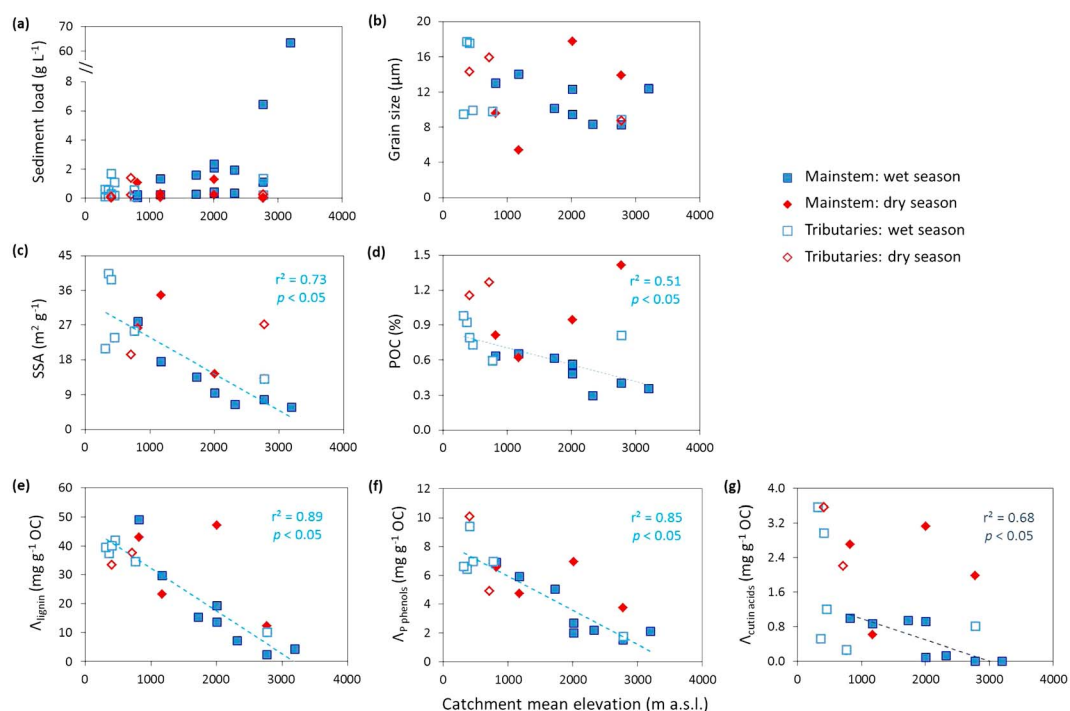 (a)
Sediment load (g L⁻¹)
70
60
8
6
4
2
0
0 1000 2000 3000 4000
(b)
Grain size (μm)
20
16
12
8
4
0
0 1000 2000 3000 4000
Mainstem: wet season
Mainstem: dry season
Tributaries: wet season
Tributaries: dry season
(c)
SSA (m² g⁻¹)
45
36
27
18
9
0
0 1000 2000 3000 4000
r² = 0.73
p < 0.05
(d)
POC (%)
1.5
1.2
0.9
0.6
0.3
0.0
0 1000 2000 3000 4000
r² = 0.51
p < 0.05
(e)
Λlignin (mg g⁻¹ OC)
60
50
40
30
20
10
0
0 1000 2000 3000 4000
r² = 0.89
p < 0.05
(f)
ΛP phenols (mg g⁻¹ OC)
12
10
8
6
4
2
0
0 1000 2000 3000 4000
r² = 0.85
p < 0.05
(g)
Λcutin acids (mg g⁻¹ OC)
4.0
3.2
2.4
1.6
0.8
0.0
0 1000 2000 3000 4000
r² = 0.68
p < 0.05
Catchment mean elevation (m a.s.l.)